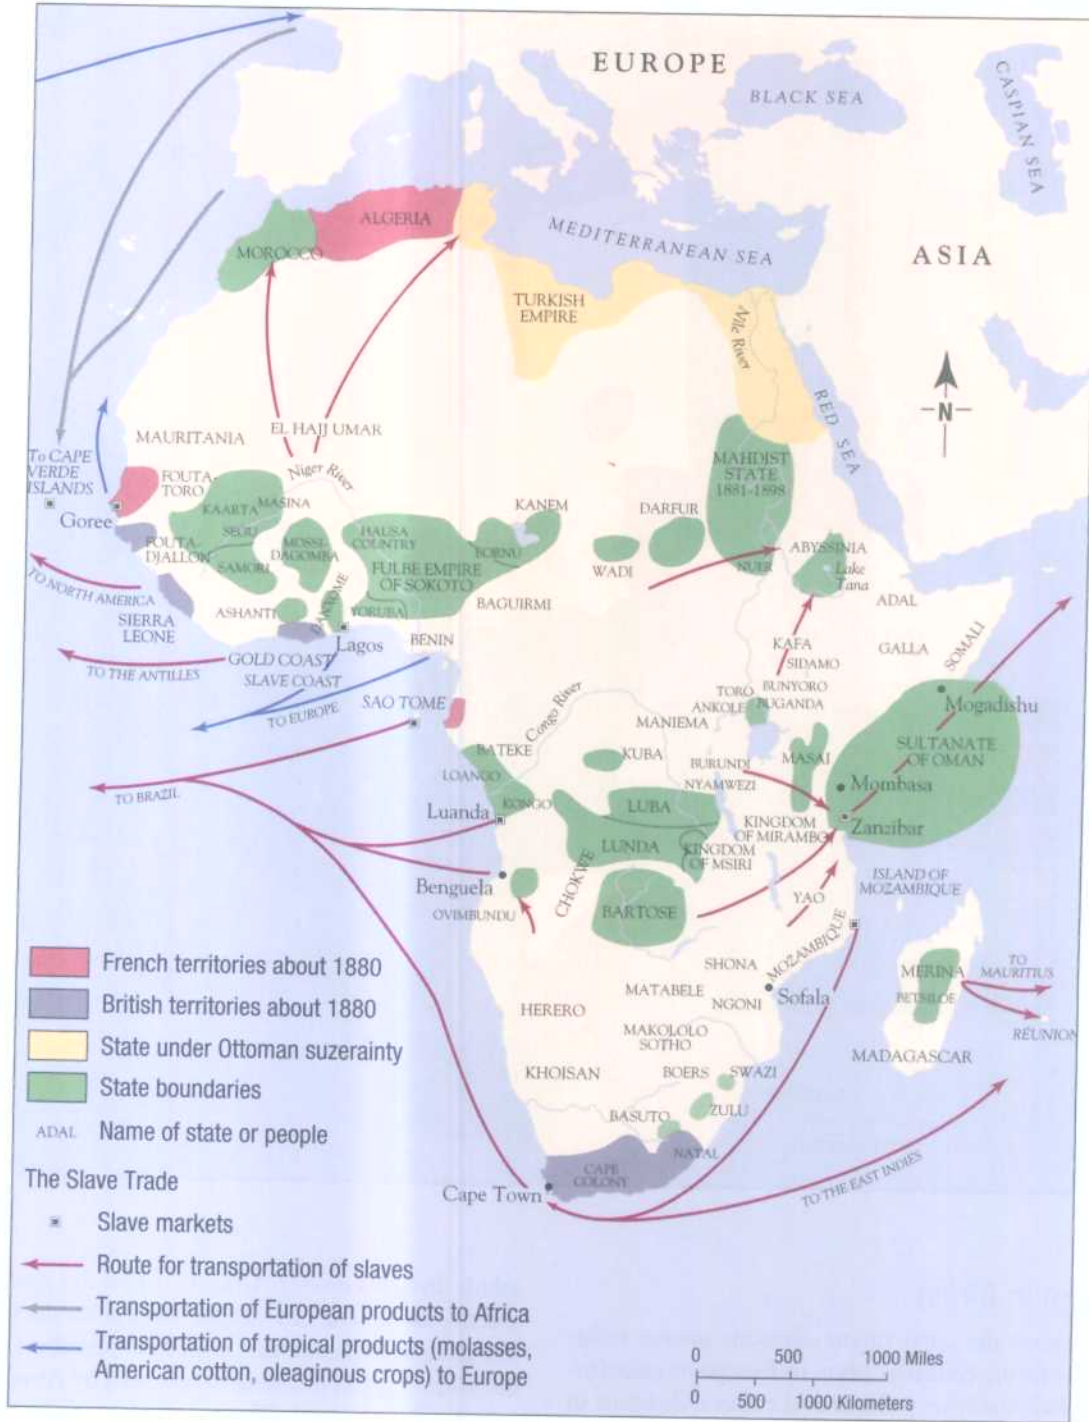 EUROPE
BLACK SEA
CASPIAN SEA
ASIA
MEDITERRANEAN SEA
ALGERIA
MOROCCO
TURKISH
EMPIRE
Nile River
RED SEA
N
MAURITANIA
EL HAJJ UMAR
Niger River
To CAPE
VERDE
ISLANDS
Goree
FOUTA-
TORO
KAARTA
MASINA
SEGU
FOUTA-
DJALLON
SAMORI
MOSSI-
DAGOMBA
HAUSA
COUNTRY
FULBE EMPIRE
OF SOKOTO
BORNU
KANEM
WADI
DARFUR
MAHDIST
STATE
1881-1898
NUER
ABYSSINIA
Lake
Tana
ADAL
TO NORTH AMERICA
SIERRA
LEONE
ASHANTI
DANHOME
YORUBA
BAGUIRMI
Lagos
BENIN
GOLD COAST
SLAVE COAST
TO THE ANTILLES
TO EUROPE
SAO TOME
Congo River
KAFA
SIDAMO
GALLA
SOMALI
TORO
ANKOLE
BUNYORO
BUGANDA
MANIEMA
Mogadishu
SULTANATE
OF OMAN
BATEKE
LOANGO
KUBA
BURUNDI
NYAMWEZI
MASAI
Mombasa
TO BRAZIL
Luanda
KONGO
LUBA
LUNDA
KINGDOM
OF MIRAMBO
Zanzibar
KINGDOM
OF MSIRI
CHOKWE
Benguela
OVIMBUNDU
BARTOSE
YAO
ISLAND OF
MOZAMBIQUE
MOZAMBIQUE
SHONA
MATABELE
NGONI
Sofala
HERERO
MAKOLOLO
SOTHO
MERINA
BETSILOE
TO
MAURITIUS
RÉUNION
MADAGASCAR
KHOISAN
BOERS
SWAZI
BASUTO
ZULU
NATAL
CAPE
COLONY
Cape Town
TO THE EAST INDIES
French territories about 1880
British territories about 1880
State under Ottoman suzerainty
State boundaries
ADAL Name of state or people
The Slave Trade
Slave markets
Route for transportation of slaves
Transportation of European products to Africa
Transportation of tropical products (molasses,
American cotton, oleaginous crops) to Europe
0 500 1000 Miles
0 500 1000 Kilometers